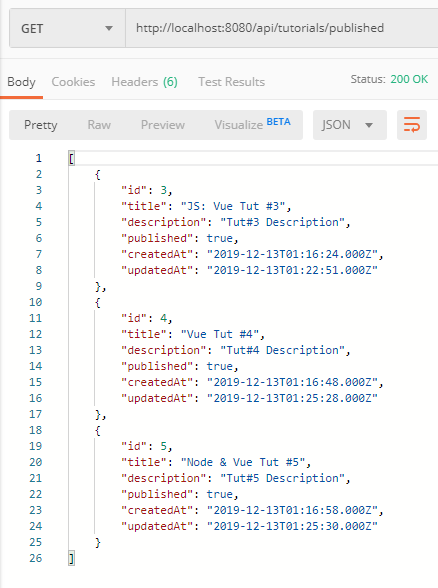 GET http://localhost:8080/api/tutorials/published
Body Cookies Headers (6) Test Results Status: 200 OK
Pretty Raw Preview Visualize BETA JSON
1 [
2 {
3 "id": 3,
4 "title": "JS: Vue Tut #3",
5 "description": "Tut#3 Description",
6 "published": true,
7 "createdAt": "2019-12-13T01:16:24.000Z",
8 "updatedAt": "2019-12-13T01:22:51.000Z"
9 },
10 {
11 "id": 4,
12 "title": "Vue Tut #4",
13 "description": "Tut#4 Description",
14 "published": true,
15 "createdAt": "2019-12-13T01:16:48.000Z",
16 "updatedAt": "2019-12-13T01:25:28.000Z"
17 },
18 {
19 "id": 5,
20 "title": "Node & Vue Tut #5",
21 "description": "Tut#5 Description",
22 "published": true,
23 "createdAt": "2019-12-13T01:16:58.000Z",
24 "updatedAt": "2019-12-13T01:25:30.000Z"
25 }
26 ]